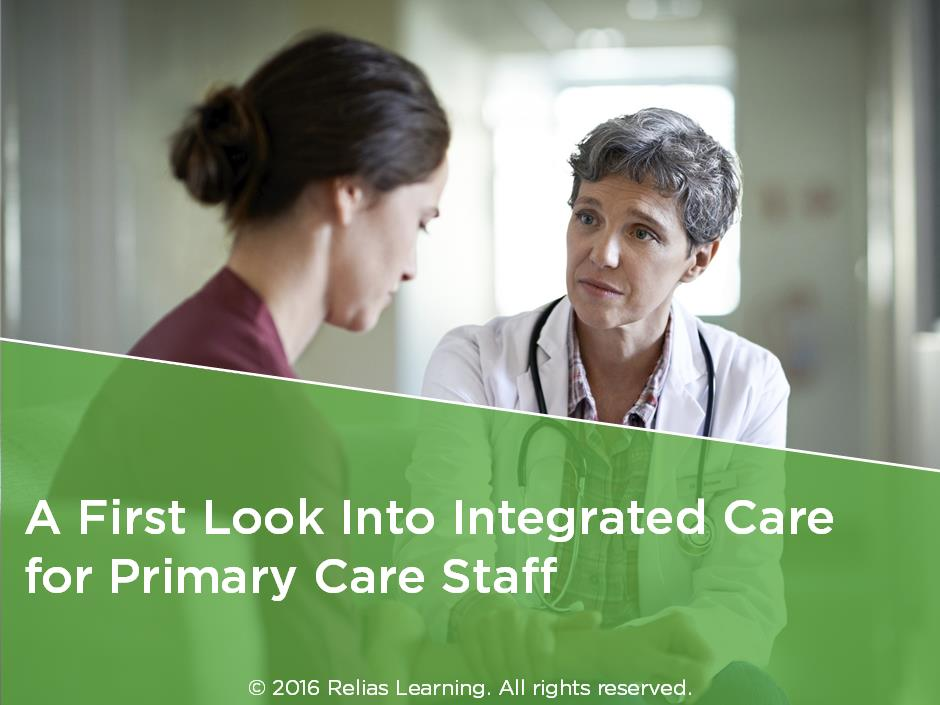 A First Look Into Integrated Care
for Primary Care Staff
© 2016 Relias Learning. All rights reserved.